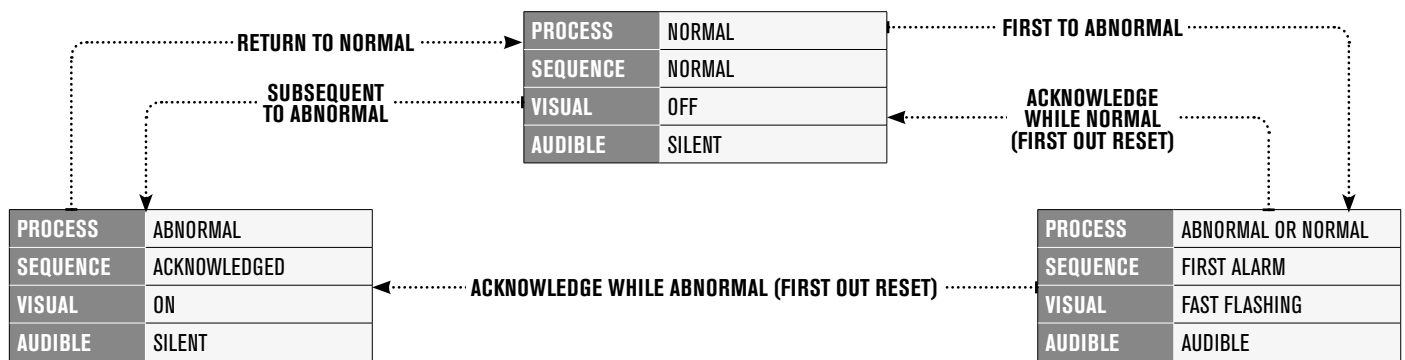 RETURN TO NORMAL
PROCESS NORMAL
FIRST TO ABNORMAL
SEQUENCE NORMAL
SUBSEQUENT
TO ABNORMAL
VISUAL OFF
ACKNOWLEDGE
WHILE NORMAL
(FIRST OUT RESET)
AUDIBLE SILENT
PROCESS ABNORMAL
SEQUENCE ACKNOWLEDGED
VISUAL ON
AUDIBLE SILENT
ACKNOWLEDGE WHILE ABNORMAL (FIRST OUT RESET)
PROCESS ABNORMAL OR NORMAL
SEQUENCE FIRST ALARM
VISUAL FAST FLASHING
AUDIBLE AUDIBLE